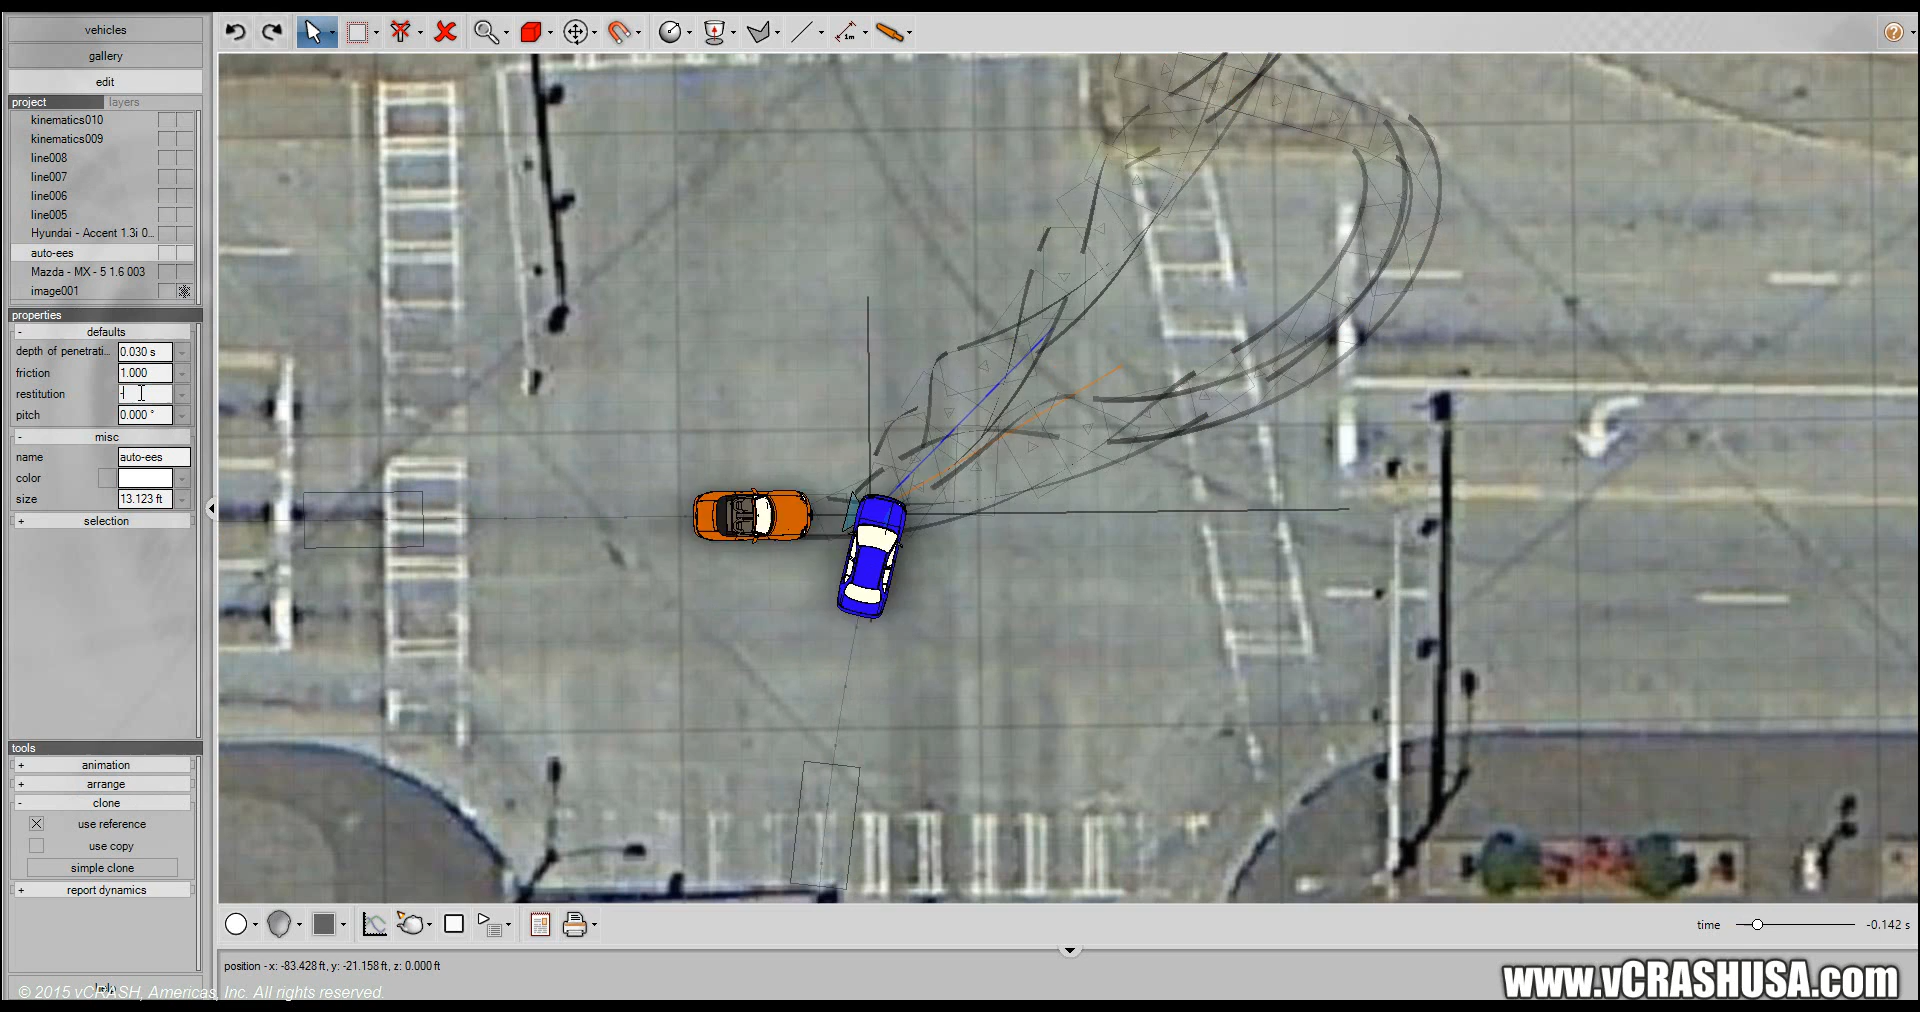 vehicles
gallery
edit
project layers
kinematics010
kinematics009
line008
line007
line006
line005
Hyundai - Accent 1.3i 0...
auto-ees
Mazda - MX - 5 1.6 003
image001
properties
- defaults
depth of penetrati... 0.030 s
friction 1.000
restitution -
pitch 0.000 °
- misc
name auto-ees
color
size 13.123 ft
+ selection
tools
+ animation
+ arrange
- clone
use reference
use copy
simple clone
+ report dynamics
help
© 2015 vCRASH, Americas, Inc. All rights reserved.
1m
?
time -0.142 s
position - x: -83.428 ft, y: -21.158 ft, z: 0.000 ft
www.vCRASHUSA.com